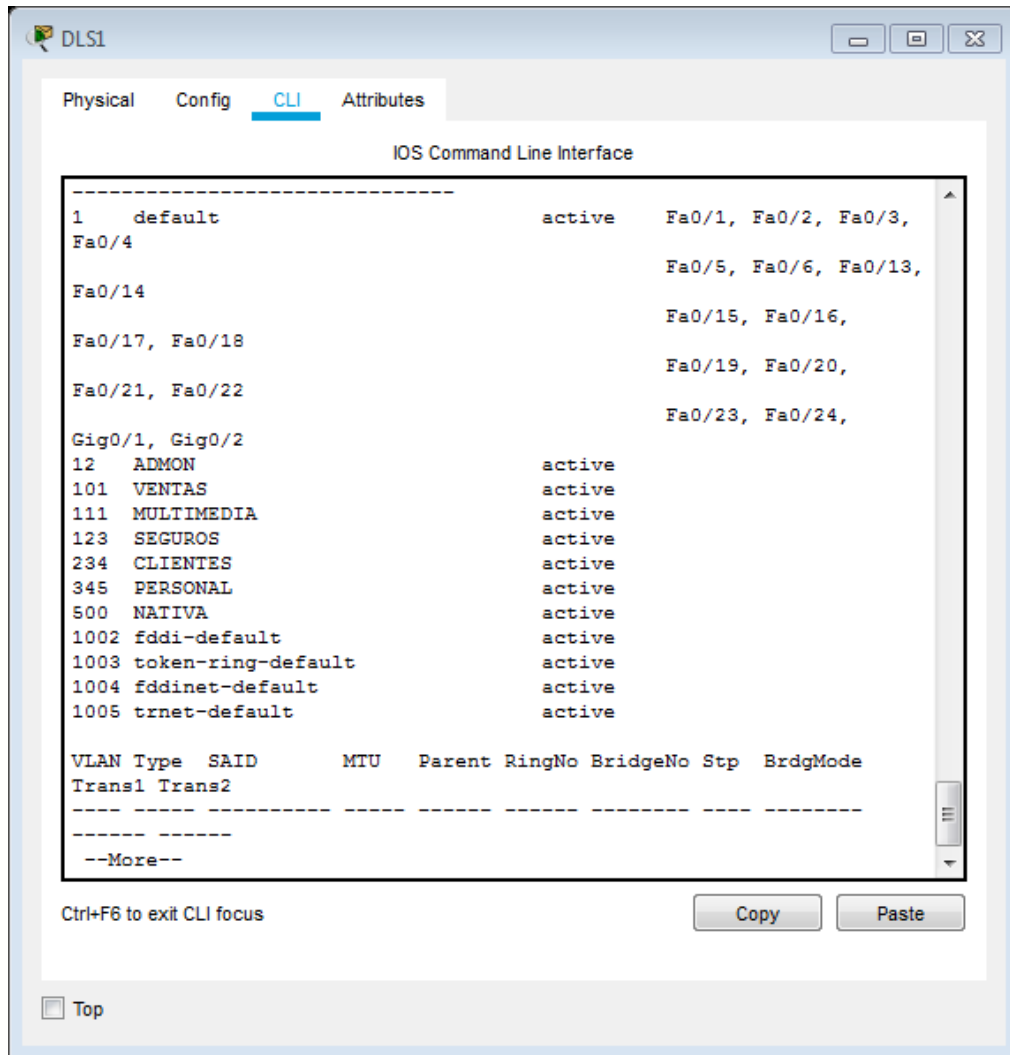 DLS1
Physical Config CLI Attributes
IOS Command Line Interface
-------------------------------
1    default                          active    Fa0/1, Fa0/2, Fa0/3,
Fa0/4
                                                Fa0/5, Fa0/6, Fa0/13,
Fa0/14
                                                Fa0/15, Fa0/16,
Fa0/17, Fa0/18
                                                Fa0/19, Fa0/20,
Fa0/21, Fa0/22
                                                Fa0/23, Fa0/24,
Gig0/1, Gig0/2
12   ADMON                            active
101  VENTAS                           active
111  MULTIMEDIA                       active
123  SEGUROS                          active
234  CLIENTES                         active
345  PERSONAL                         active
500  NATIVA                           active
1002 fddi-default                     active
1003 token-ring-default               active
1004 fddinet-default                  active
1005 trnet-default                    active
VLAN Type  SAID       MTU   Parent RingNo BridgeNo Stp  BrdgMode
Trans1 Trans2
---- ----- ---------- ----- ------ ------ -------- ---- --------
------ ------
 --More--
Ctrl+F6 to exit CLI focus
Copy Paste
Top